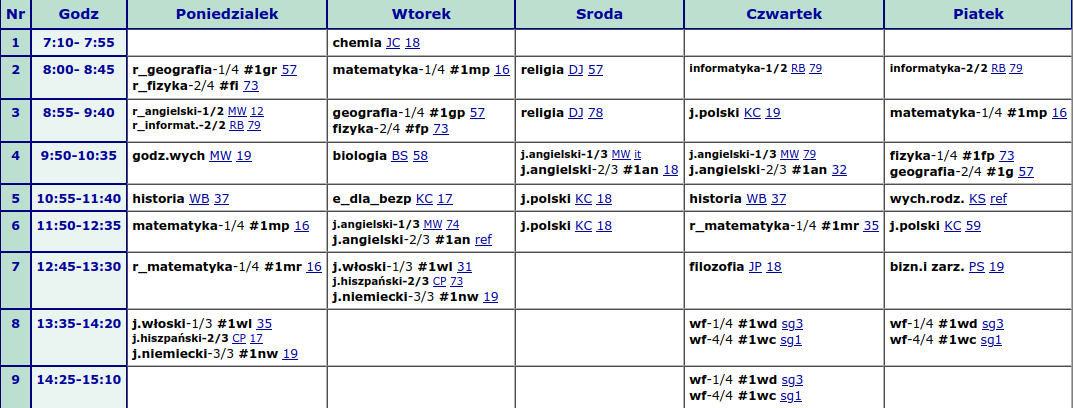 Nr Godz Poniedzialek Wtorek Sroda Czwartek Piatek
1 7:10- 7:55 chemia JC 18
2 8:00- 8:45 r_geografia-1/4 #1gr 57 matematyka-1/4 #1mp 16 religia DJ 57 informatyka-1/2 RB 79 informatyka-2/2 RB 79
r_fizyka-2/4 #fi 73
3 8:55- 9:40 r_angielski-1/2 MW 12 geografia-1/4 #1gp 57 religia DJ 78 j.polski KC 19 matematyka-1/4 #1mp 16
r_informat.-2/2 RB 79 fizyka-2/4 #fp 73
4 9:50-10:35 godz.wych MW 19 biologia BS 58 j.angielski-1/3 MW it j.angielski-1/3 MW 79 fizyka-1/4 #1fp 73
j.angielski-2/3 #1an 18 j.angielski-2/3 #1an 32 geografia-2/4 #1g 57
5 10:55-11:40 historia WB 37 e_dla_bezp KC 17 j.polski KC 18 historia WB 37 wych.rodz. KS ref
6 11:50-12:35 matematyka-1/4 #1mp 16 j.angielski-1/3 MW 74 j.polski KC 18 r_matematyka-1/4 #1mr 35 j.polski KC 59
j.angielski-2/3 #1an ref
7 12:45-13:30 r_matematyka-1/4 #1mr 16 j.włoski-1/3 #1wl 31 filozofia JP 18 bizn.i zarz. PS 19
j.hiszpański-2/3 CP 73
j.niemiecki-3/3 #1nw 19
8 13:35-14:20 j.włoski-1/3 #1wl 35 wf-1/4 #1wd sg3 wf-1/4 #1wd sg3
j.hiszpański-2/3 CP 17 wf-4/4 #1wc sg1 wf-4/4 #1wc sg1
j.niemiecki-3/3 #1nw 19
9 14:25-15:10 wf-1/4 #1wd sg3
wf-4/4 #1wc sg1